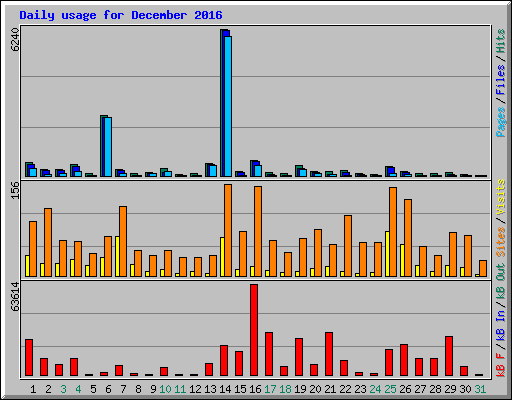 Daily usage for December 2016
6240
Pages / Files / Hits
156
Sites / Visits
63614
kB F / kB In / kB Out
1 2 3 4 5 6 7 8 9 10 11 12 13 14 15 16 17 18 19 20 21 22 23 24 25 26 27 28 29 30 31